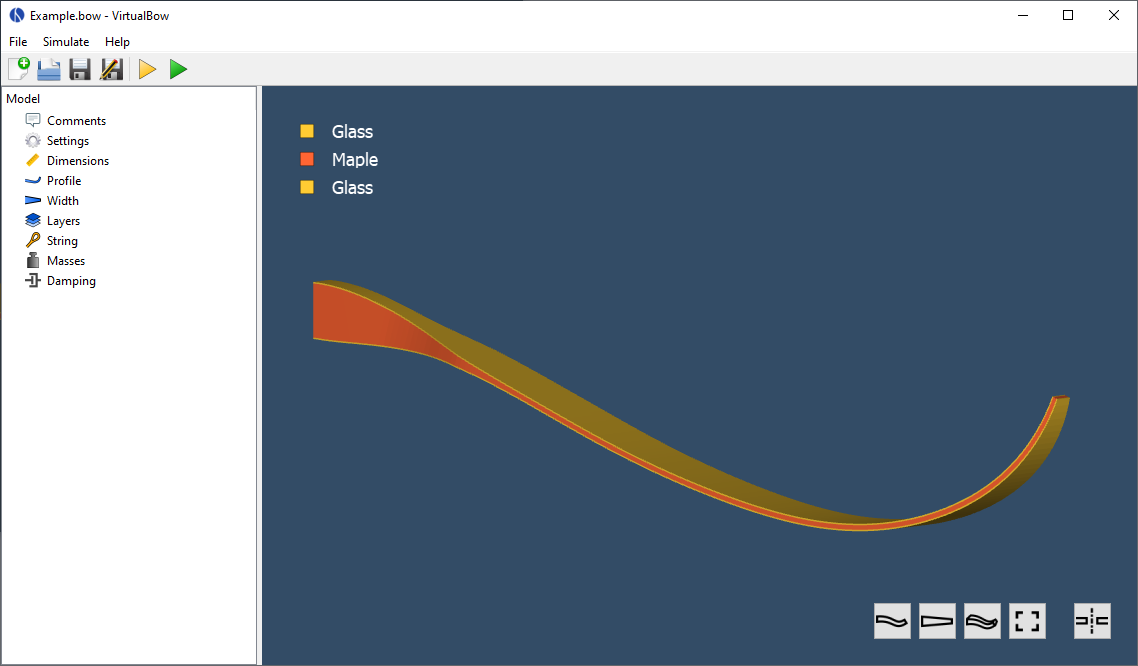 Example.bow - VirtualBow
File Simulate Help
Model
Comments
Settings
Dimensions
Profile
Width
Layers
String
Masses
Damping
Glass
Maple
Glass